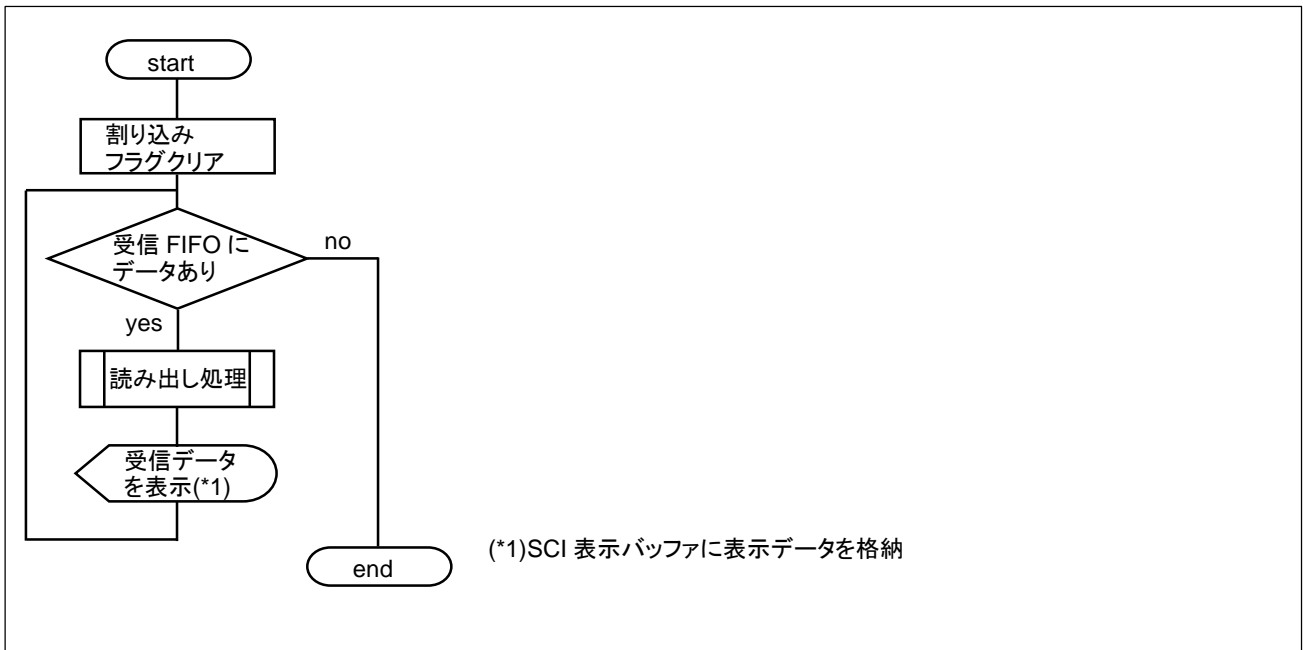 start
割り込み
フラグクリア
受信 FIFO に
データあり
no
yes
読み出し処理
受信データ
を表示(*1)
(*1)SCI 表示バッファに表示データを格納
end